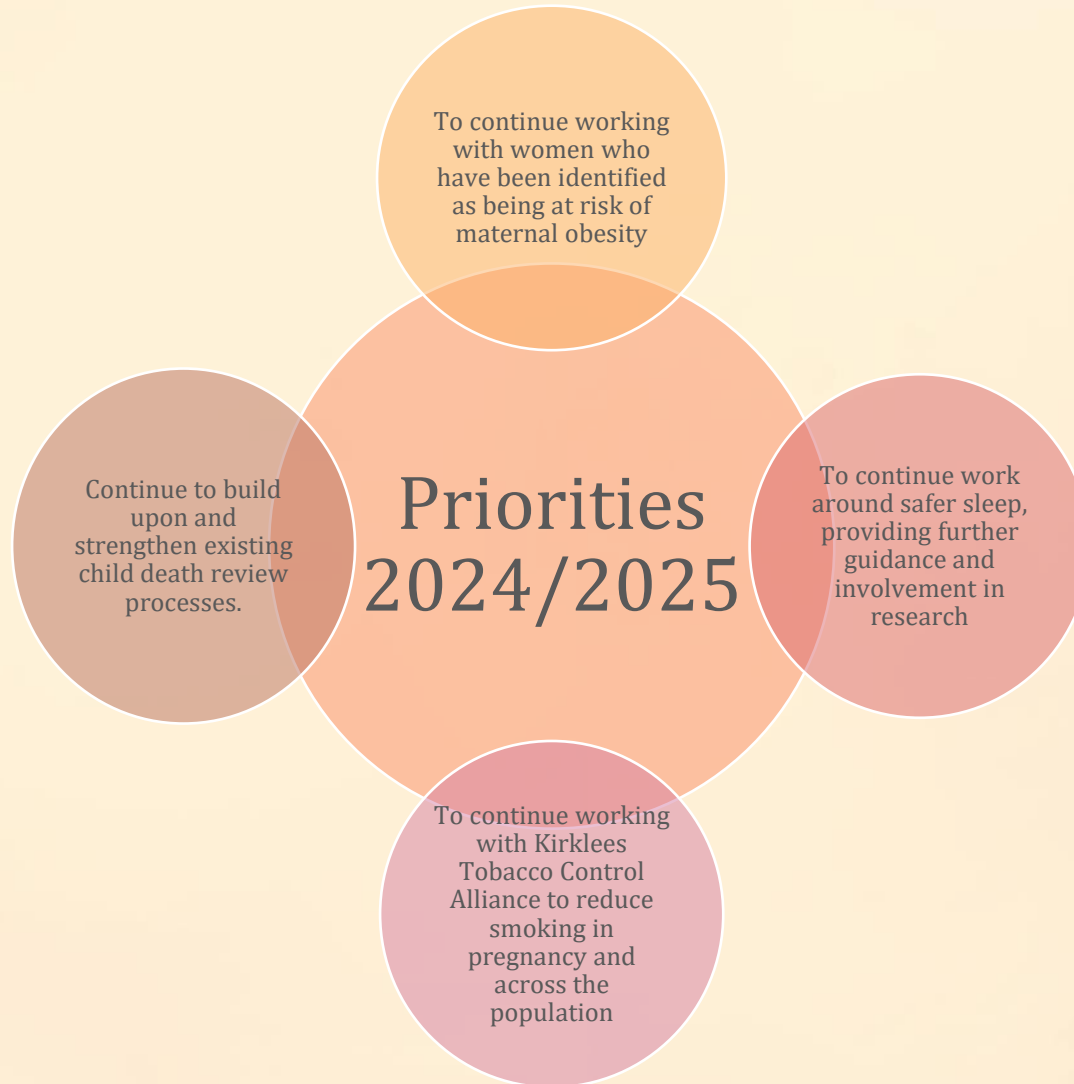 To continue working
with women who
have been identified
as being at risk of
maternal obesity
Continue to build
upon and
strengthen existing
child death review
processes.
Priorities
2024/2025
To continue work
around safer sleep,
providing further
guidance and
involvement in
research
To continue working
with Kirklees
Tobacco Control
Alliance to reduce
smoking in
pregnancy and
across the
population